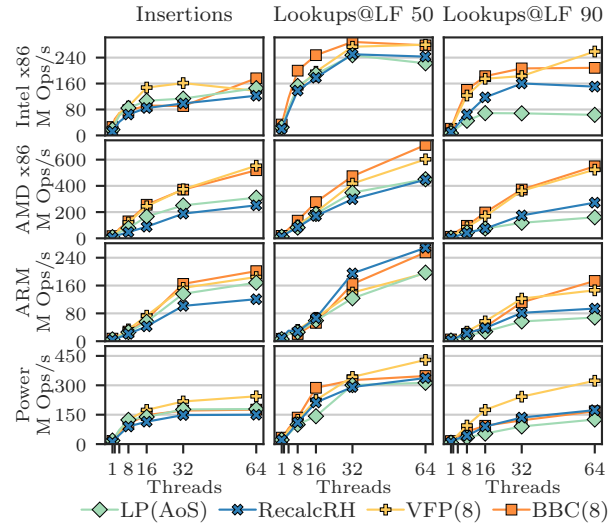 Insertions Lookups@LF 50 Lookups@LF 90
Intel x86
M Ops/s
240
160
80
0
AMD x86
M Ops/s
600
400
200
0
ARM
M Ops/s
240
160
80
0
Power
M Ops/s
450
300
150
0
1 8 16 32 64 1 8 16 32 64 1 8 16 32 64
Threads Threads Threads
LP(AoS) RecalcRH VFP(8) BBC(8)